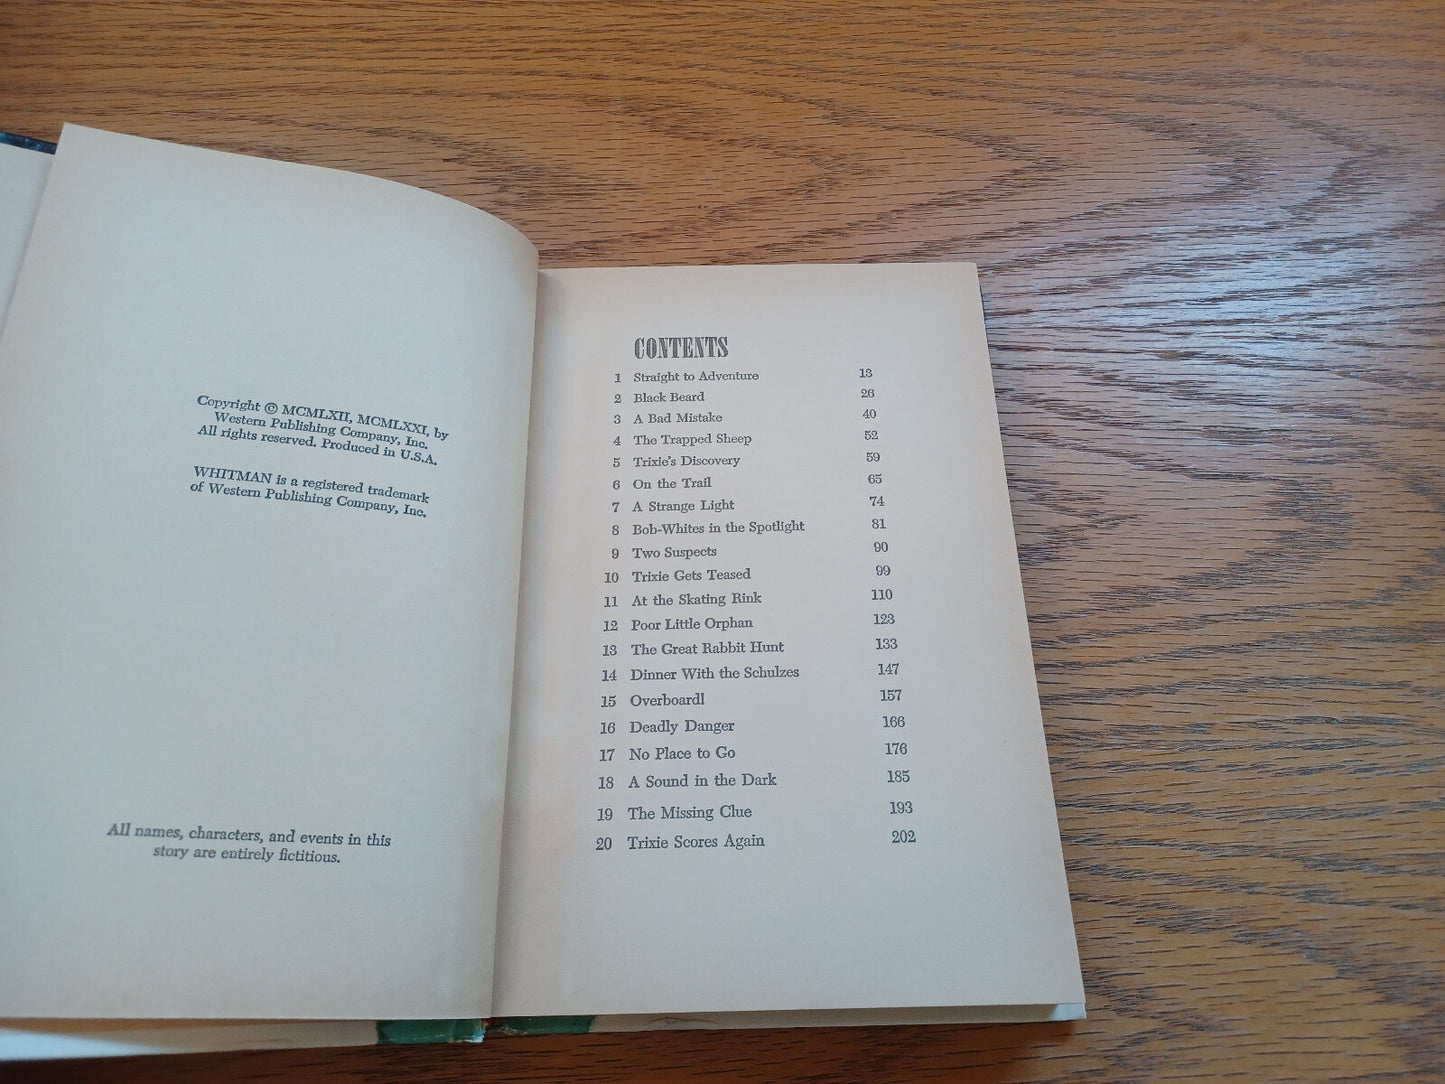 Copyright © MCMLXII, MCMLXXI, by
Western Publishing Company, Inc.
All rights reserved. Produced in U.S.A.
WHITMAN is a registered trademark
of Western Publishing Company, Inc.
All names, characters, and events in this
story are entirely fictitious.
CONTENTS
1 Straight to Adventure 13
2 Black Beard 26
3 A Bad Mistake 40
4 The Trapped Sheep 52
5 Trixie's Discovery 59
6 On the Trail 65
7 A Strange Light 74
8 Bob-Whites in the Spotlight 81
9 Two Suspects 90
10 Trixie Gets Teased 99
11 At the Skating Rink 110
12 Poor Little Orphan 123
13 The Great Rabbit Hunt 133
14 Dinner With the Schulzes 147
15 Overboard! 157
16 Deadly Danger 166
17 No Place to Go 176
18 A Sound in the Dark 185
19 The Missing Clue 193
20 Trixie Scores Again 202